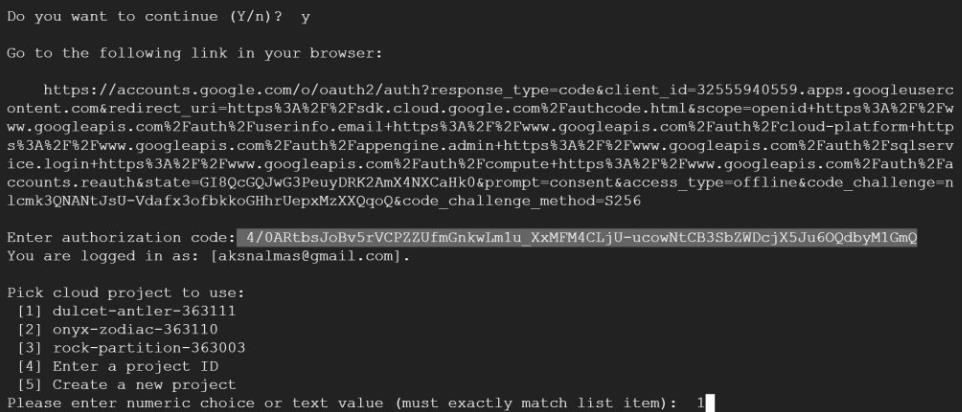 Do you want to continue (Y/n)?  y
Go to the following link in your browser:
https://accounts.google.com/o/oauth2/auth?response_type=code&client_id=32555940559.apps.googleuserc
ontent.com&redirect_uri=https%3A%2F%2Fsdk.cloud.google.com%2Fauthcode.html&scope=openid+https%3A%2F%2Fw
ww.googleapis.com%2Fauth%2Fuserinfo.email+https%3A%2F%2Fwww.googleapis.com%2Fauth%2Fcloud-platform+http
s%3A%2F%2Fwww.googleapis.com%2Fauth%2Fappengine.admin+https%3A%2F%2Fwww.googleapis.com%2Fauth%2Fsqlserv
ice.login+https%3A%2F%2Fwww.googleapis.com%2Fauth%2Fcompute+https%3A%2F%2Fwww.googleapis.com%2Fauth%2Fa
ccounts.reauth&state=GI8QcGQJwG3PeuyDRK2AmX4NXCaHk0&prompt=consent&access_type=offline&code_challenge=n
lcmk3QNANtJsU-Vdafx3ofbkkoGHhrUepxMzXXQqoQ&code_challenge_method=S256
Enter authorization code: 4/0ARtbsJoBv5rVCPZZUfmGnkwLm1u_XxMFM4CLjU-ucowNtCB3SbZWDcjX5Ju6OQdbyM1GmQ
You are logged in as: [aksnalmas@gmail.com].
Pick cloud project to use:
[1] dulcet-antler-363111
[2] onyx-zodiac-363110
[3] rock-partition-363003
[4] Enter a project ID
[5] Create a new project
Please enter numeric choice or text value (must exactly match list item):  1